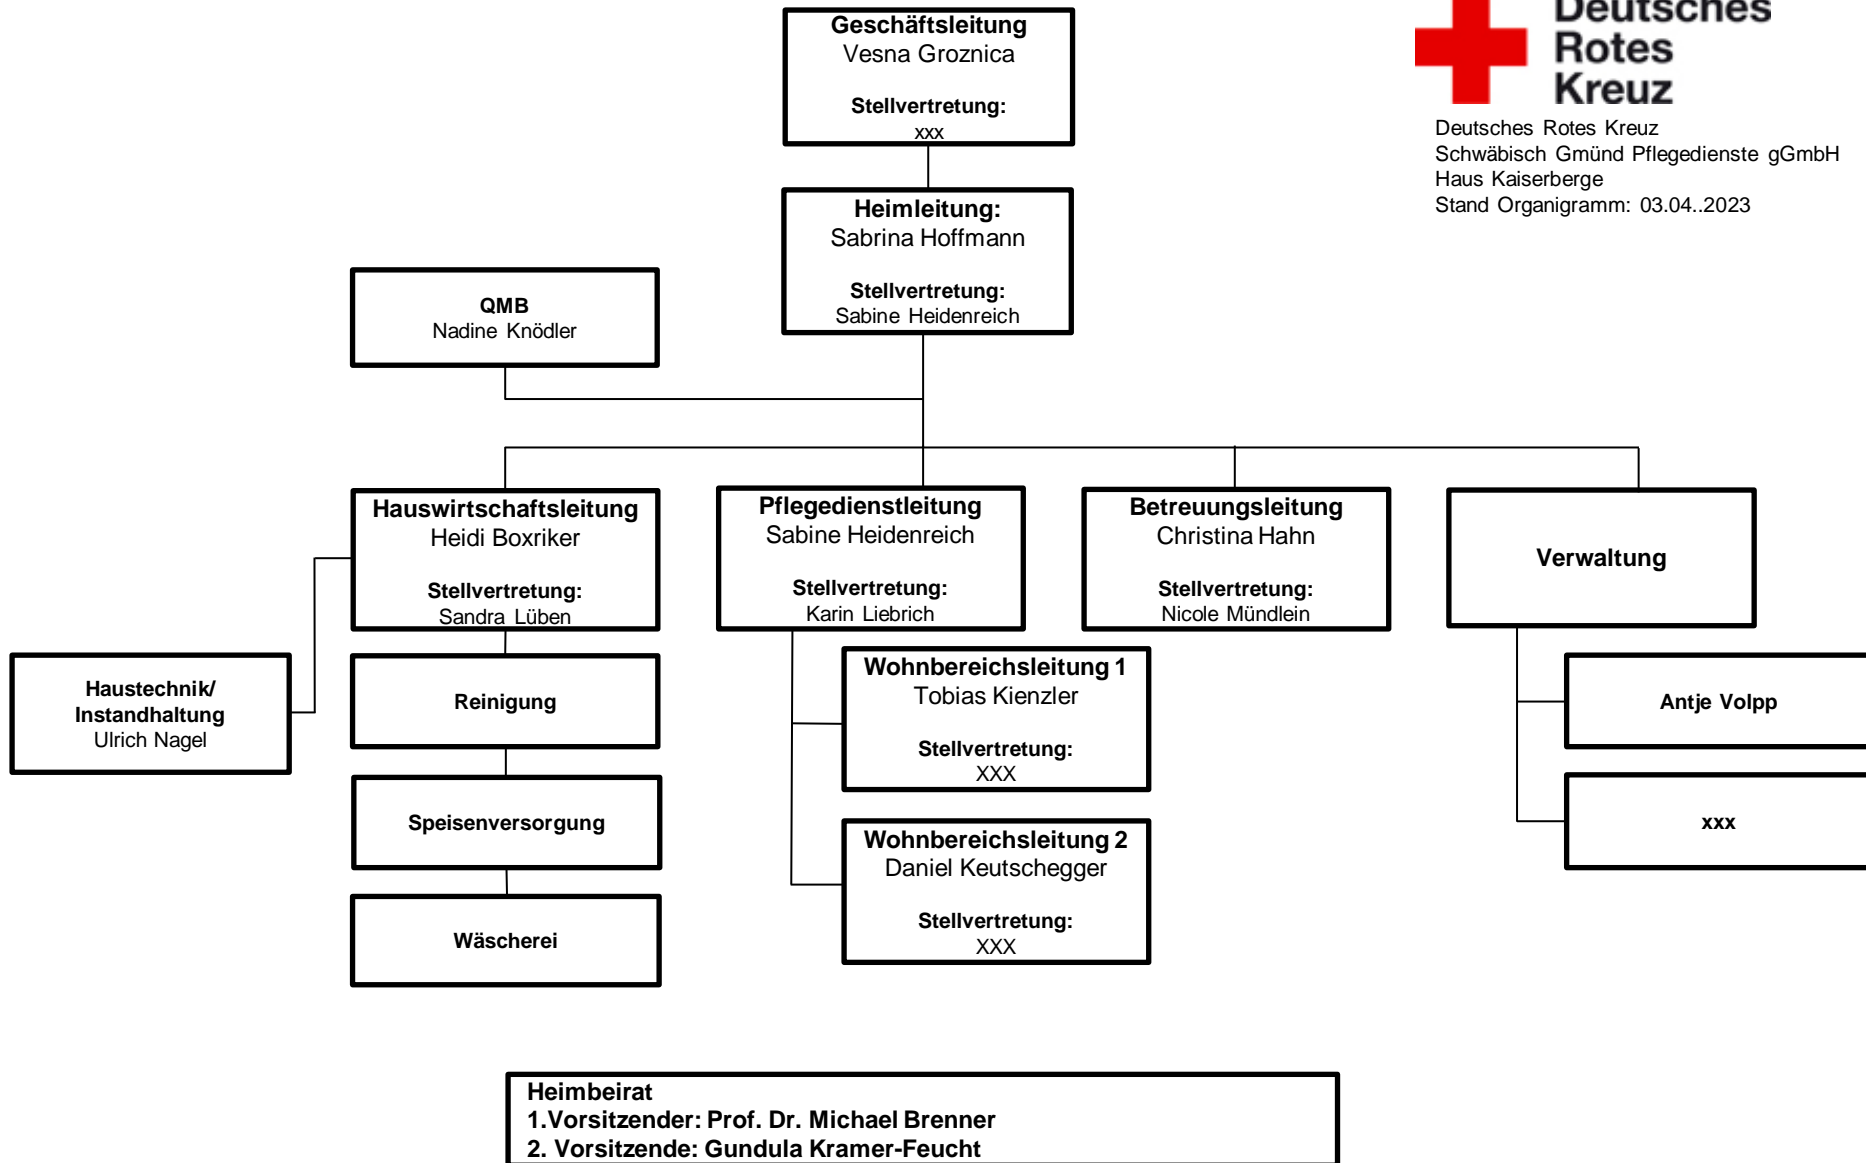 Geschäftsleitung
Vesna Groznica
Stellvertretung:
xxx
Deutsches
Rotes
Kreuz
Deutsches Rotes Kreuz
Schwäbisch Gmünd Pflegedienste gGmbH
Haus Kaiserberge
Stand Organigramm: 03.04..2023
Heimleitung:
Sabrina Hoffmann
Stellvertretung:
Sabine Heidenreich
QMB
Nadine Knödler
Hauswirtschaftsleitung
Heidi Boxriker
Stellvertretung:
Sandra Lüben
Pflegedienstleitung
Sabine Heidenreich
Stellvertretung:
Karin Liebrich
Betreuungsleitung
Christina Hahn
Stellvertretung:
Nicole Mündlein
Verwaltung
Haustechnik/
Instandhaltung
Ulrich Nagel
Reinigung
Speisenversorgung
Wäscherei
Wohnbereichsleitung 1
Tobias Kienzler
Stellvertretung:
XXX
Wohnbereichsleitung 2
Daniel Keutschegger
Stellvertretung:
XXX
Antje Volpp
xxx
Heimbeirat
1.Vorsitzender: Prof. Dr. Michael Brenner
2. Vorsitzende: Gundula Kramer-Feucht